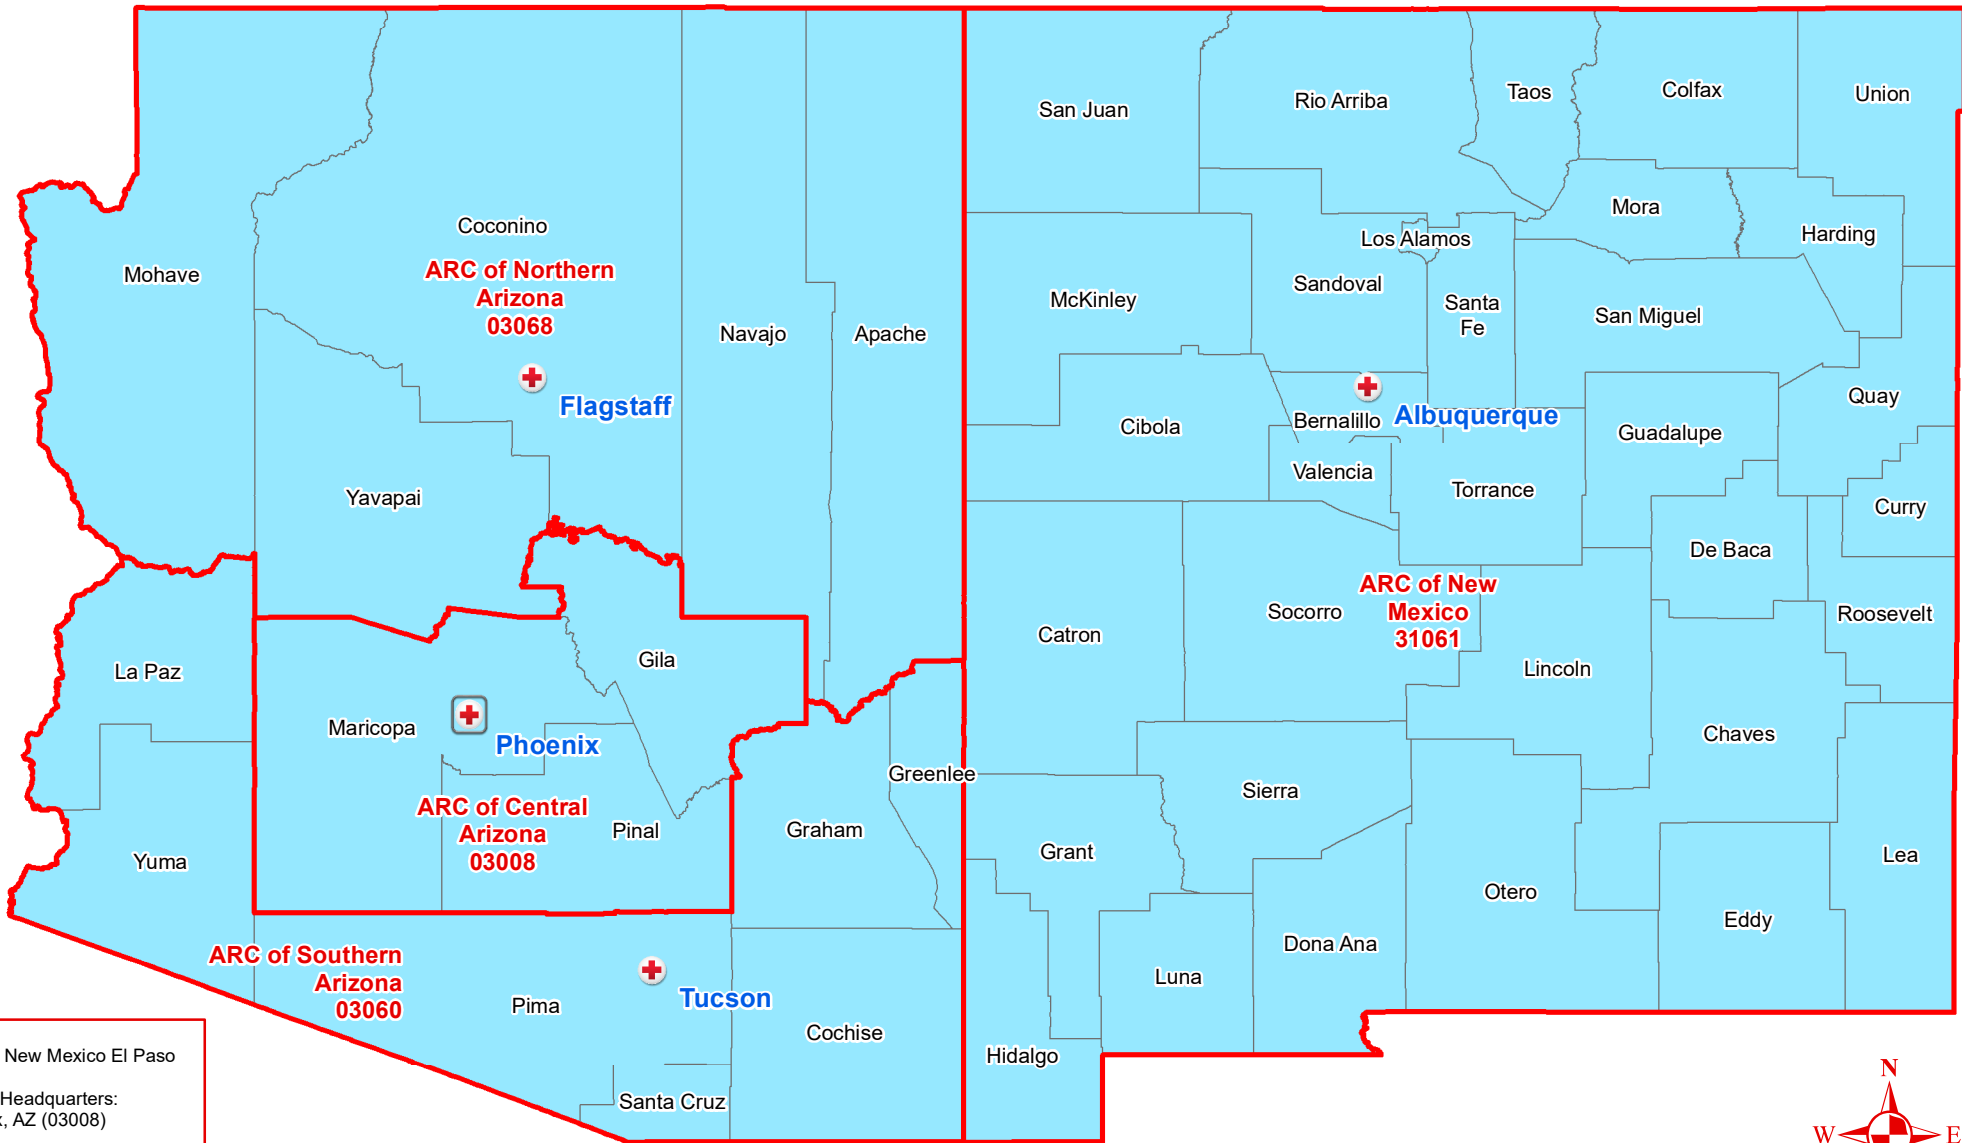 San Juan
Rio Arriba
Taos
Colfax
Union
Mora
Harding
Los Alamos
Coconino
Mohave
ARC of Northern
Arizona
03068
Navajo
Apache
McKinley
Sandoval
Santa
Fe
San Miguel
Flagstaff
Cibola
Bernalillo
Albuquerque
Quay
Guadalupe
Valencia
Torrance
Yavapai
Curry
De Baca
ARC of New
Mexico
31061
Socorro
Roosevelt
Catron
La Paz
Gila
Lincoln
Maricopa
Phoenix
Chaves
Greenlee
Sierra
ARC of Central
Arizona
03008
Pinal
Graham
Grant
Yuma
Lea
Otero
Eddy
Dona Ana
ARC of Southern
Arizona
03060
Pima
Tucson
Luna
Cochise
Hidalgo
Santa Cruz
New Mexico El Paso
Headquarters:
, AZ (03008)
N
W
E